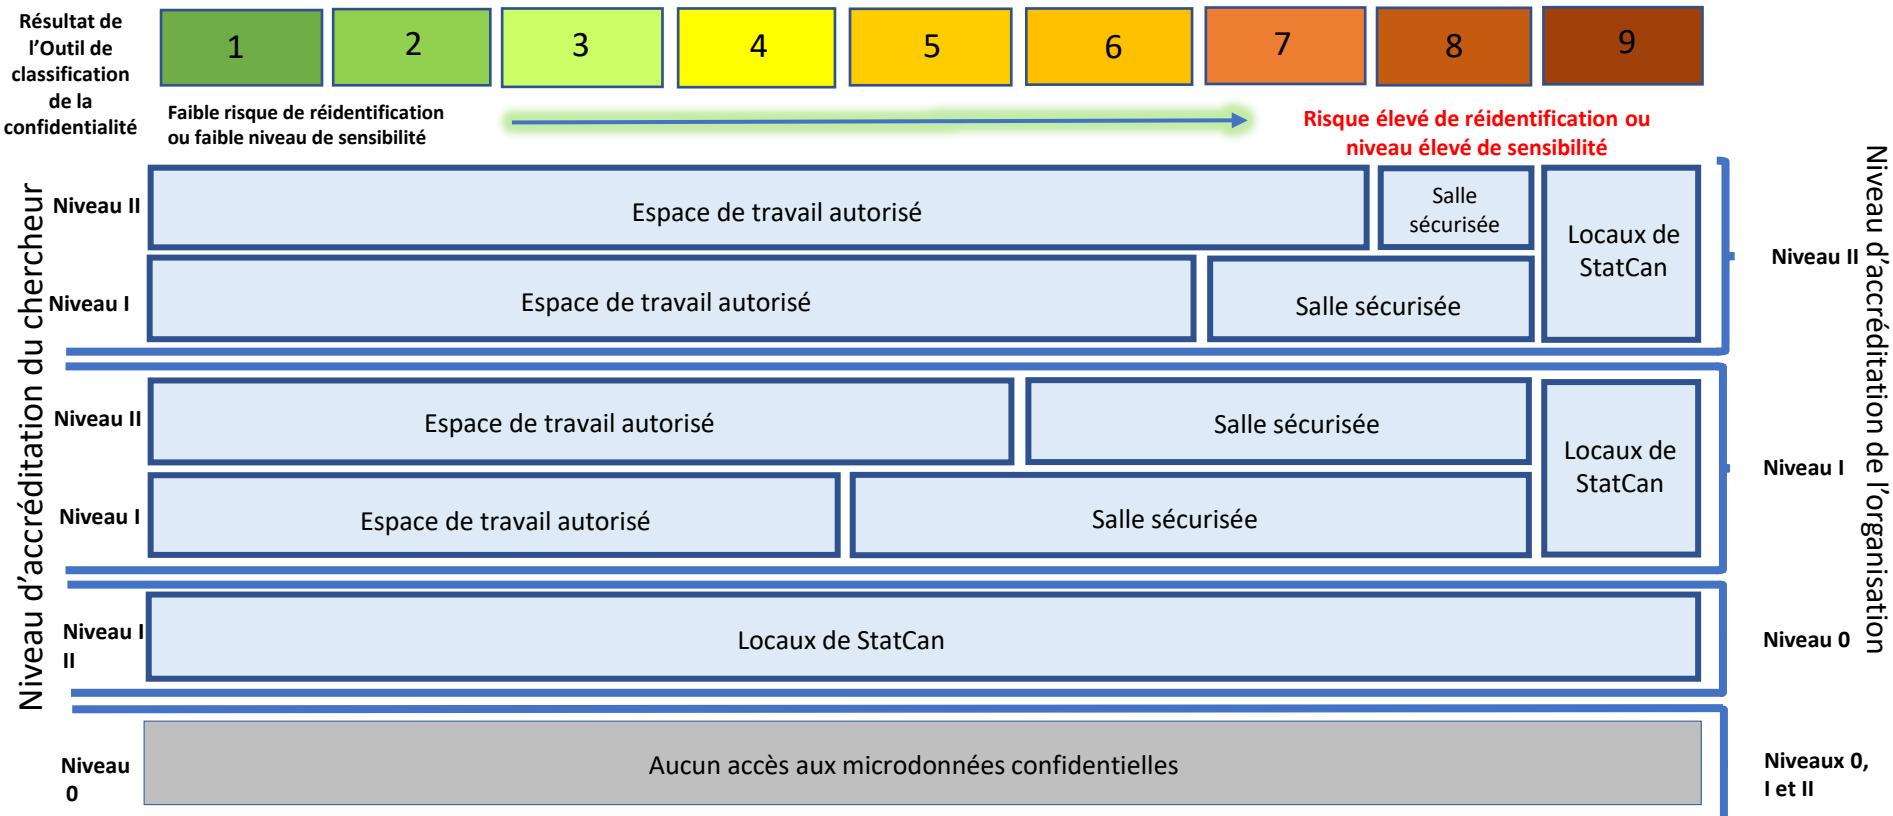 Résultat de
l'Outil de
classification
de la
confidentialité
1
2
3
4
5
6
7
8
9
Faible risque de réidentification
ou faible niveau de sensibilité
Risque élevé de réidentification ou
niveau élevé de sensibilité
Niveau d'accréditation du chercheur
Niveau d'accréditation de l'organisation
Niveau II
Espace de travail autorisé
Salle
sécurisée
Locaux de
StatCan
Niveau II
Niveau I
Espace de travail autorisé
Salle sécurisée
Niveau II
Espace de travail autorisé
Salle sécurisée
Locaux de
StatCan
Niveau I
Niveau I
Espace de travail autorisé
Salle sécurisée
Niveau I
II
Locaux de StatCan
Niveau 0
Niveau
0
Aucun accès aux microdonnées confidentielles
Niveaux 0,
I et II